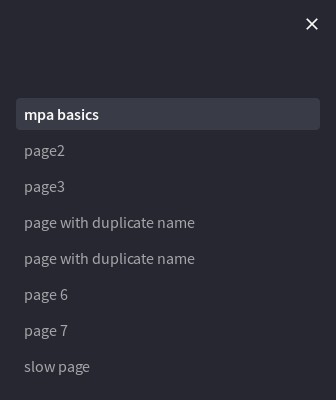 mpa basics
page2
page3
page with duplicate name
page with duplicate name
page 6
page 7
slow page